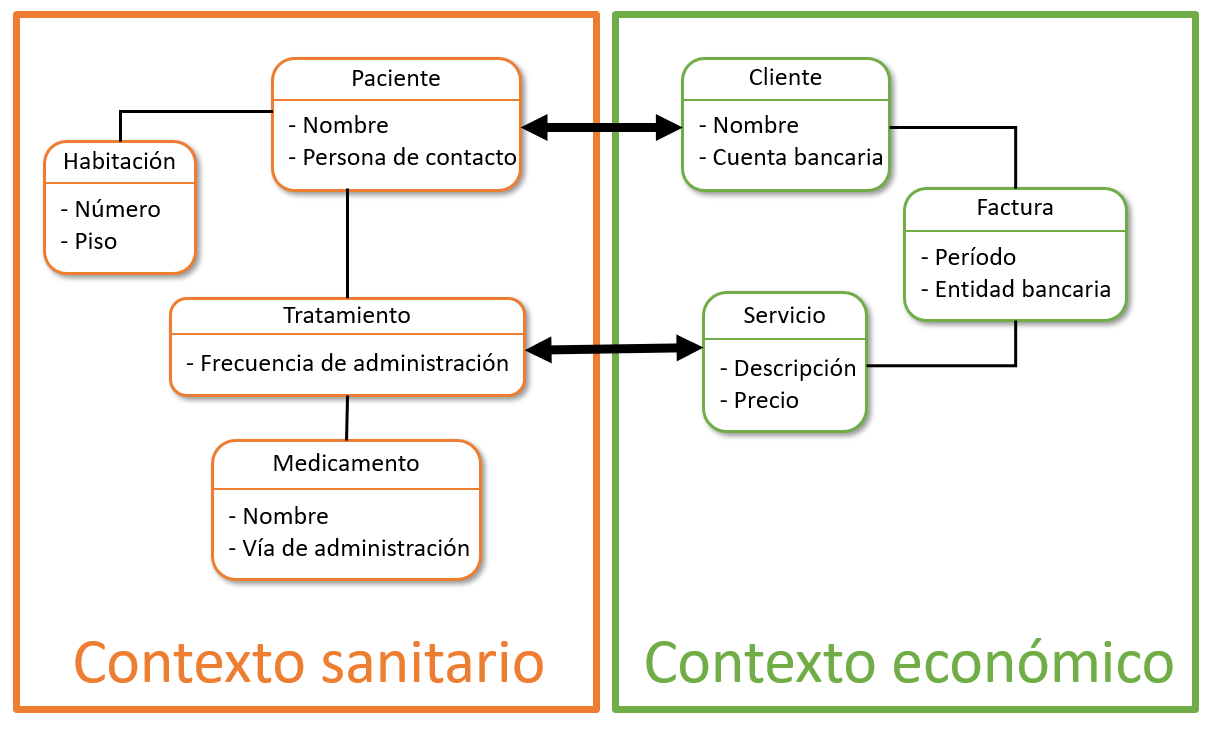 Paciente
- Nombre
- Persona de contacto
Habitación
- Número
- Piso
Tratamiento
- Frecuencia de administración
Medicamento
- Nombre
- Vía de administración
Contexto sanitario
Cliente
- Nombre
- Cuenta bancaria
Factura
- Período
- Entidad bancaria
Servicio
- Descripción
- Precio
Contexto económico